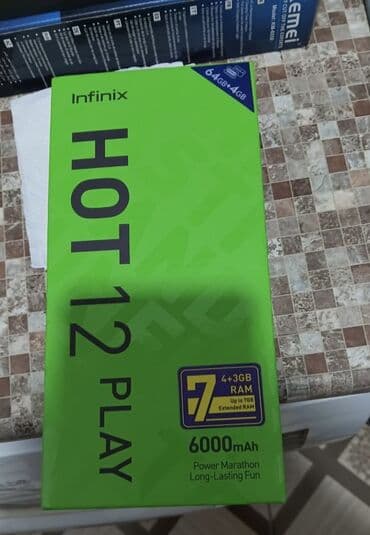 KEMEI
Infinix
64GB+4GB
HOT 12 PLAY
7
4+3GB
RAM
Up to 7GB
Extended RAM
6000mAh
Power Marathon
Long-Lasting Fun